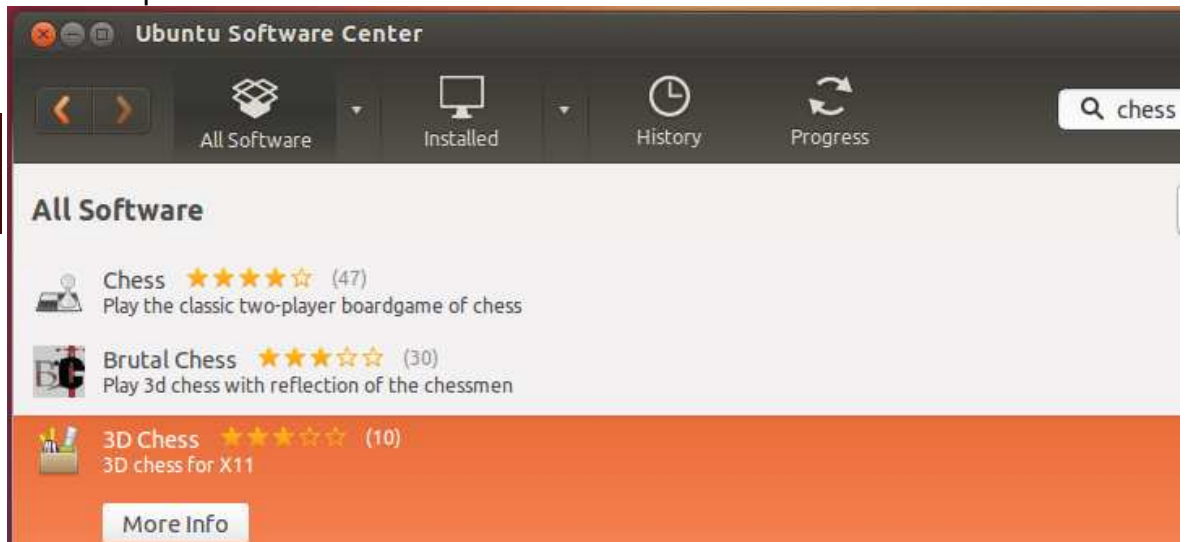 Ubuntu Software Center
All Software
Installed
History
Progress
chess
All Software
Chess (47)
Play the classic two-player boardgame of chess
BC
Brutal Chess (30)
Play 3d chess with reflection of the chessmen
3D Chess (10)
3D chess for X11
More Info